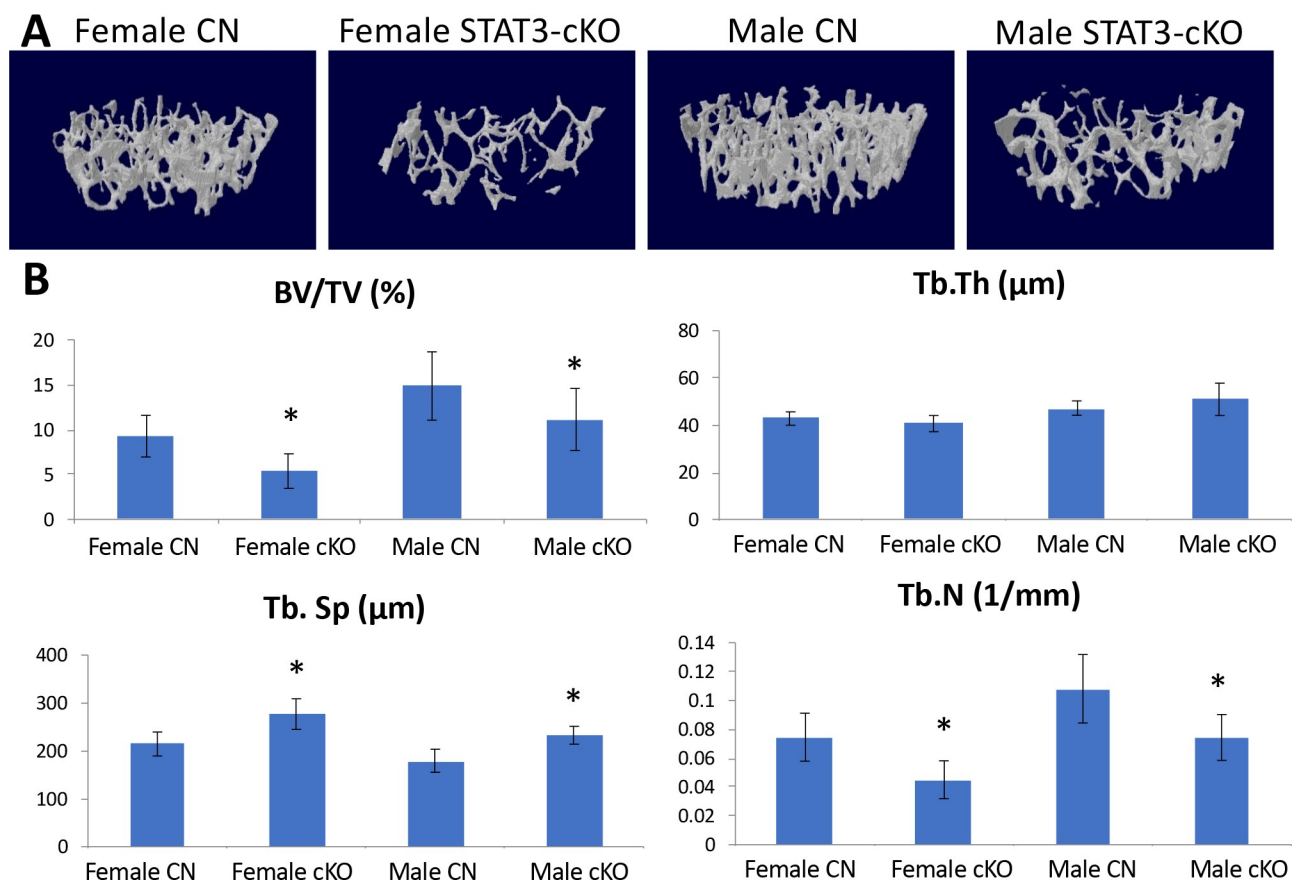 A
Female CN
Female STAT3-cKO
Male CN
Male STAT3-cKO
B
BV/TV (%)
20
15
10
5
0
*
*
Female CN
Female cKO
Male CN
Male cKO
Tb.Th (μm)
80
60
40
20
0
Female CN
Female cKO
Male CN
Male cKO
Tb. Sp (μm)
400
300
200
100
0
*
*
Female CN
Female cKO
Male CN
Male cKO
Tb.N (1/mm)
0.14
0.12
0.1
0.08
0.06
0.04
0.02
0
*
*
Female CN
Female cKO
Male CN
Male cKO